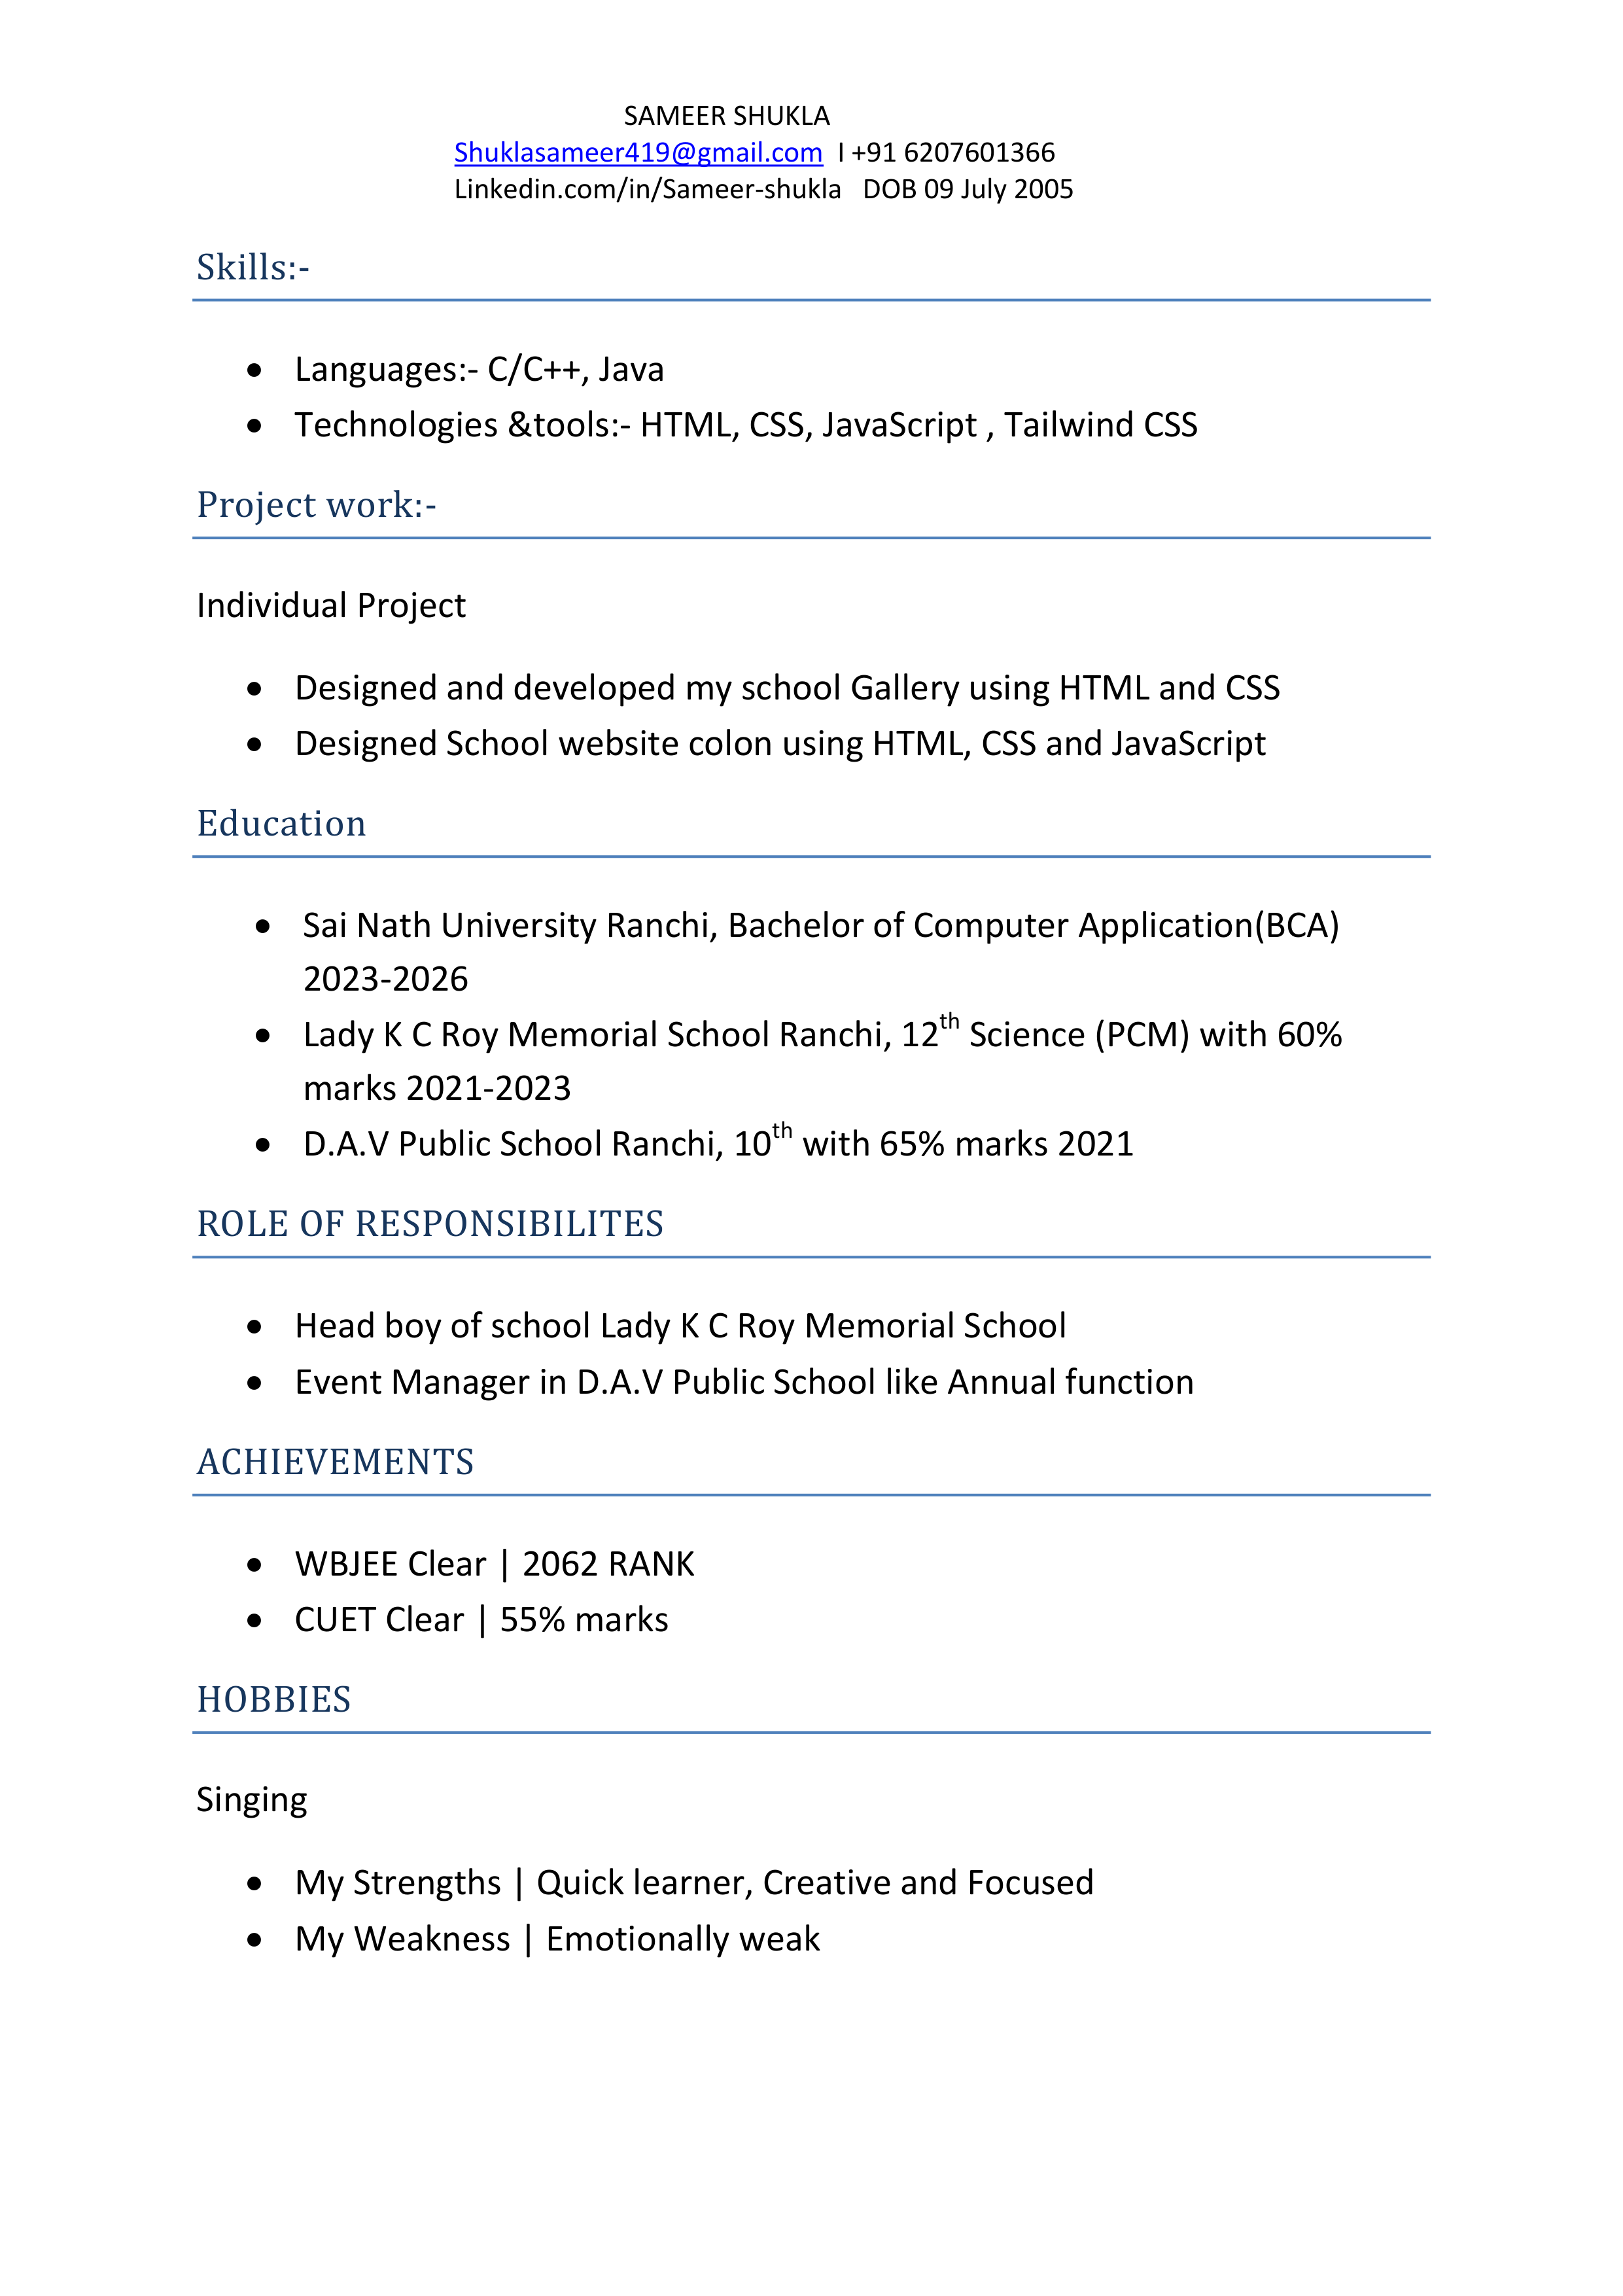 SAMEER SHUKLA
Shuklasameer419@gmail.com I +91 6207601366
Linkedin.com/in/Sameer-shukla DOB 09 July 2005
Skills:-
• Languages:- C/C++, Java
• Technologies &tools:- HTML, CSS, JavaScript , Tailwind CSS
Project work:-
Individual Project
• Designed and developed my school Gallery using HTML and CSS
• Designed School website colon using HTML, CSS and JavaScript
Education
• Sai Nath University Ranchi, Bachelor of Computer Application(BCA)
2023-2026
• Lady K C Roy Memorial School Ranchi, 12th Science (PCM) with 60%
marks 2021-2023
• D.A.V Public School Ranchi, 10th with 65% marks 2021
ROLE OF RESPONSIBILITES
• Head boy of school Lady K C Roy Memorial School
• Event Manager in D.A.V Public School like Annual function
ACHIEVEMENTS
• WBJEE Clear | 2062 RANK
• CUET Clear | 55% marks
HOBBIES
Singing
• My Strengths | Quick learner, Creative and Focused
• My Weakness | Emotionally weak